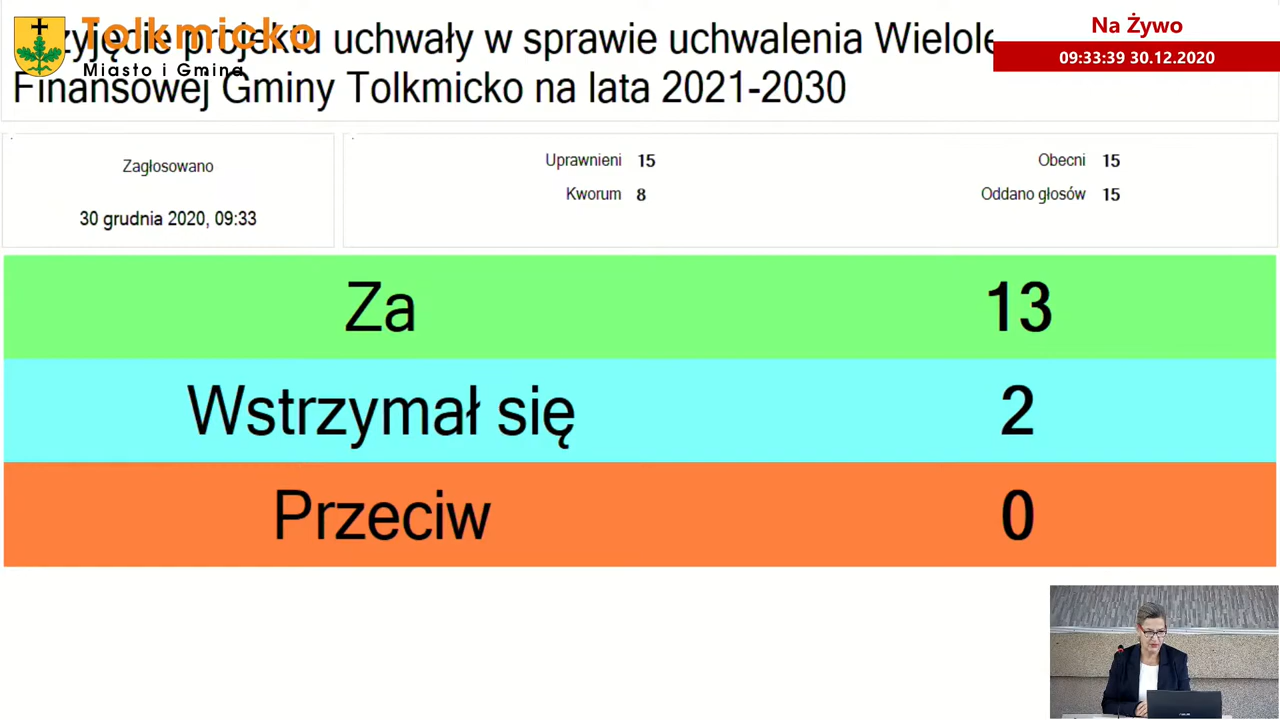 Tolkmicko
Miasto i Gmina
projektu uchwały w sprawie uchwalenia
Finansowej Gminy Tolkmicko na lata 2021-2030
Na Żywo
09:33:39 30.12.2020
Zagłosowano
30 grudnia 2020, 09:33
Uprawnieni 15
Kworum 8
Obecni 15
Oddano głosów 15
Za 13
Wstrzymał się 2
Przeciw 0